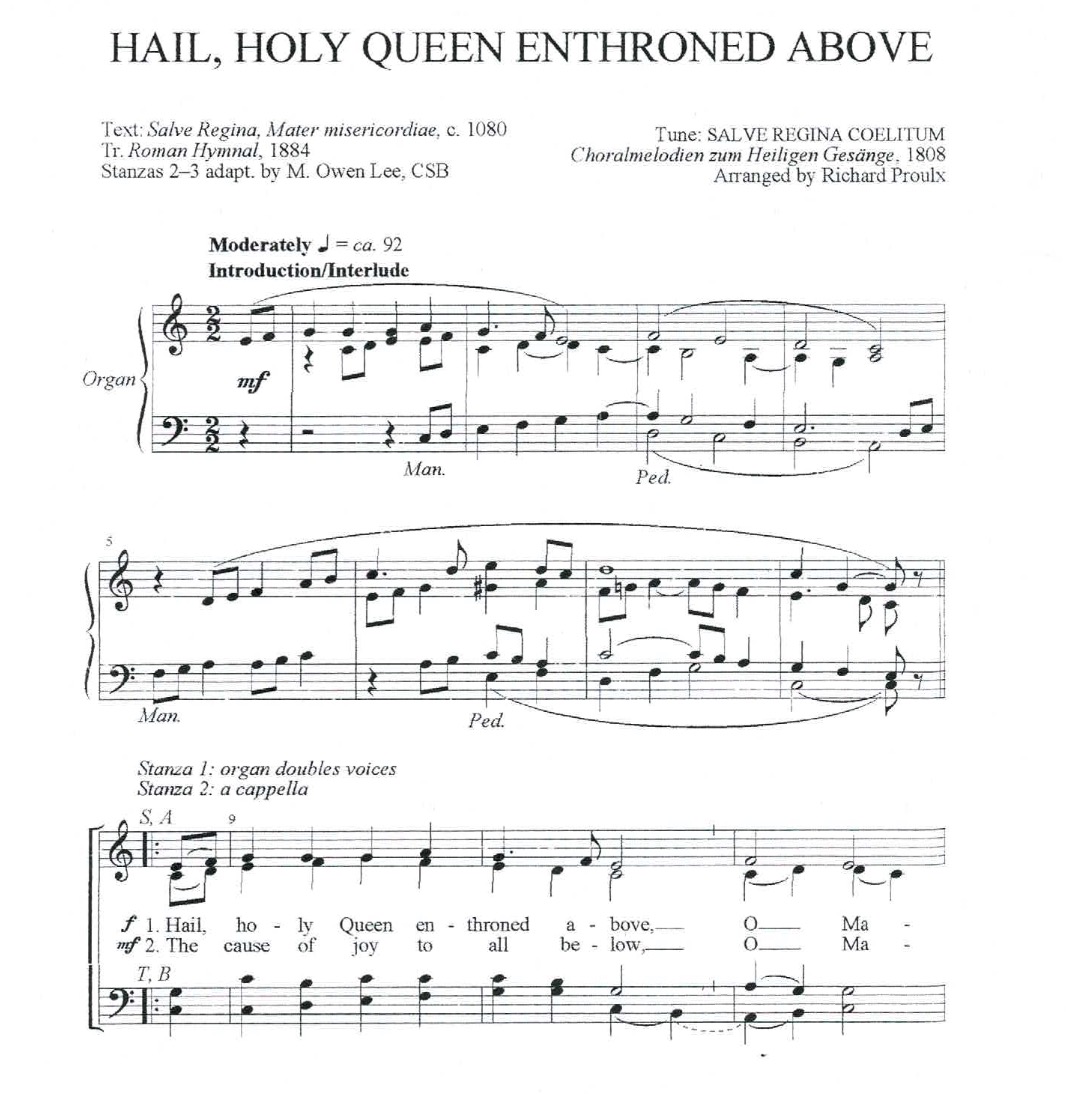 HAIL, HOLY QUEEN ENTHRONED ABOVE
Text: Salve Regina, Mater misericordiae, c. 1080
Tr. Roman Hymnal, 1884
Stanzas 2–3 adapt. by M. Owen Lee, CSB
Tune: SALVE REGINA COELITUM
Choralmelodien zum Heiligen Gesänge, 1808
Arranged by Richard Proulx
Moderately ♩ = ca. 92
Introduction/Interlude
Organ
mf
Man.
Ped.
5
Man.
Ped.
Stanza 1: organ doubles voices
Stanza 2: a cappella
S, A
9
f 1. Hail, ho - ly Queen en - throned a - bove, O Ma -
mf 2. The cause of joy to all be - low, O Ma -
T, B